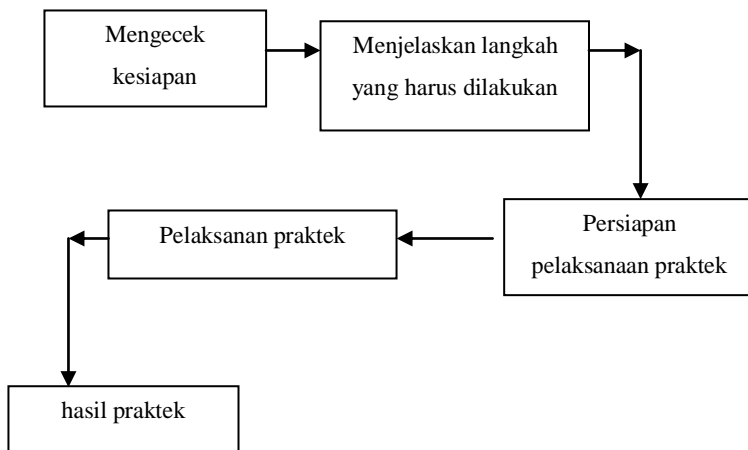 Mengecek
kesiapan
Menjelaskan langkah
yang harus dilakukan
Persiapan
pelaksanaan praktek
Pelaksanan praktek
hasil praktek